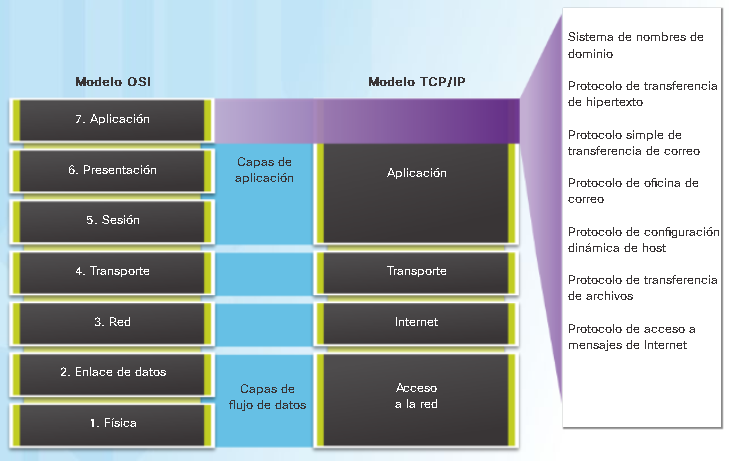 Modelo OSI
7. Aplicación
6. Presentación
5. Sesión
4. Transporte
3. Red
2. Enlace de datos
1. Física
Capas de
aplicación
Capas de
flujo de datos
Modelo TCP/IP
Aplicación
Transporte
Internet
Acceso
a la red
Sistema de nombres de
dominio
Protocolo de transferencia
de hipertexto
Protocolo simple de
transferencia de correo
Protocolo de oficina de
correo
Protocolo de configuración
dinámica de host
Protocolo de transferencia
de archivos
Protocolo de acceso a
mensajes de Internet